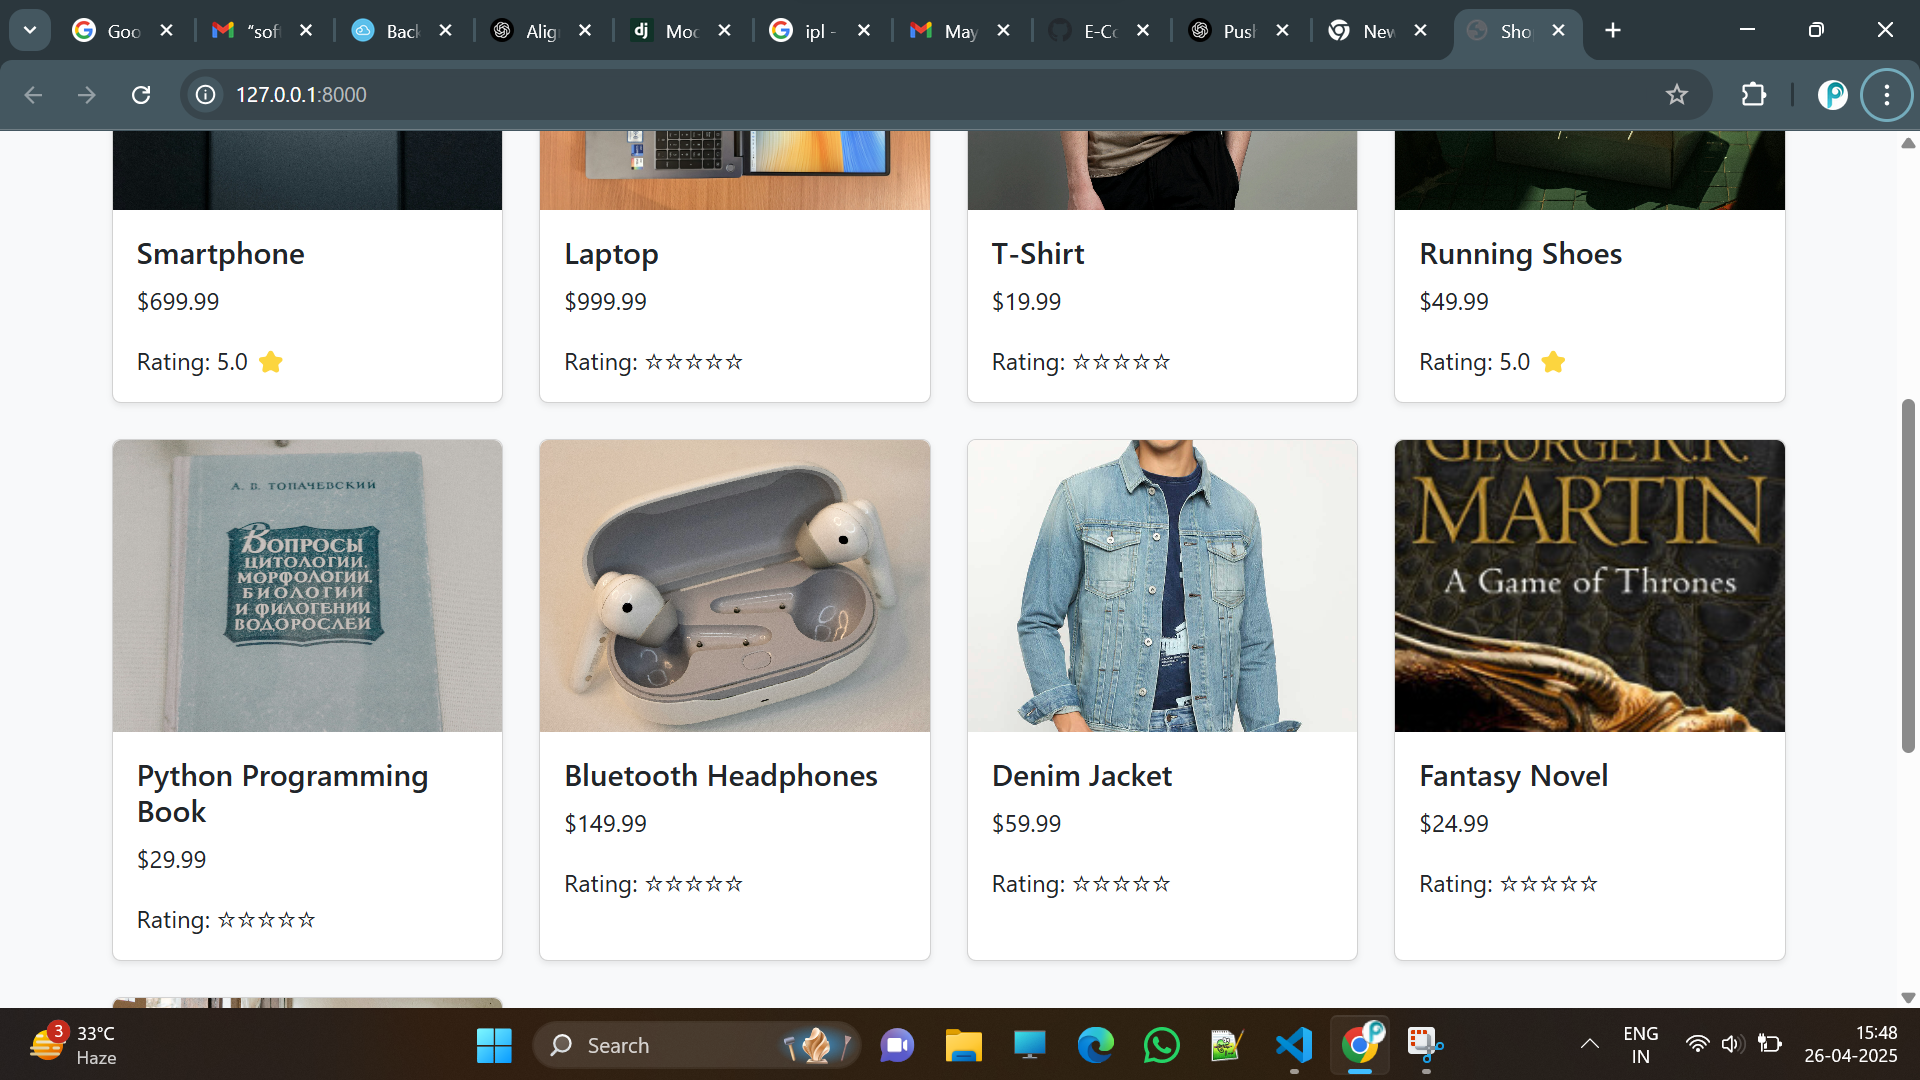 Goo
“sof
Back
Alig
Moc
ipl -
May
E-Co
Pus
New
Sho
127.0.0.1:8000
Smartphone
$699.99
Rating: 5.0 ⭐
Laptop
$999.99
Rating: ☆☆☆☆☆
T-Shirt
$19.99
Rating: ☆☆☆☆☆
Running Shoes
$49.99
Rating: 5.0 ⭐
А. В. ТОПАЧЕВСКИЙ
ВОПРОСЫ
ЦИТОЛОГИИ,
МОРФОЛОГИИ,
БИОЛОГИИ
И ФИЛОГЕНИИ
ВОДОРОСЛЕЙ
GEORGE R.R.
MARTIN
A Game of Thrones
Python Programming
Book
$29.99
Rating: ☆☆☆☆☆
Bluetooth Headphones
$149.99
Rating: ☆☆☆☆☆
Denim Jacket
$59.99
Rating: ☆☆☆☆☆
Fantasy Novel
$24.99
Rating: ☆☆☆☆☆
3
33°C
Haze
Search
ENG
IN
15:48
26-04-2025